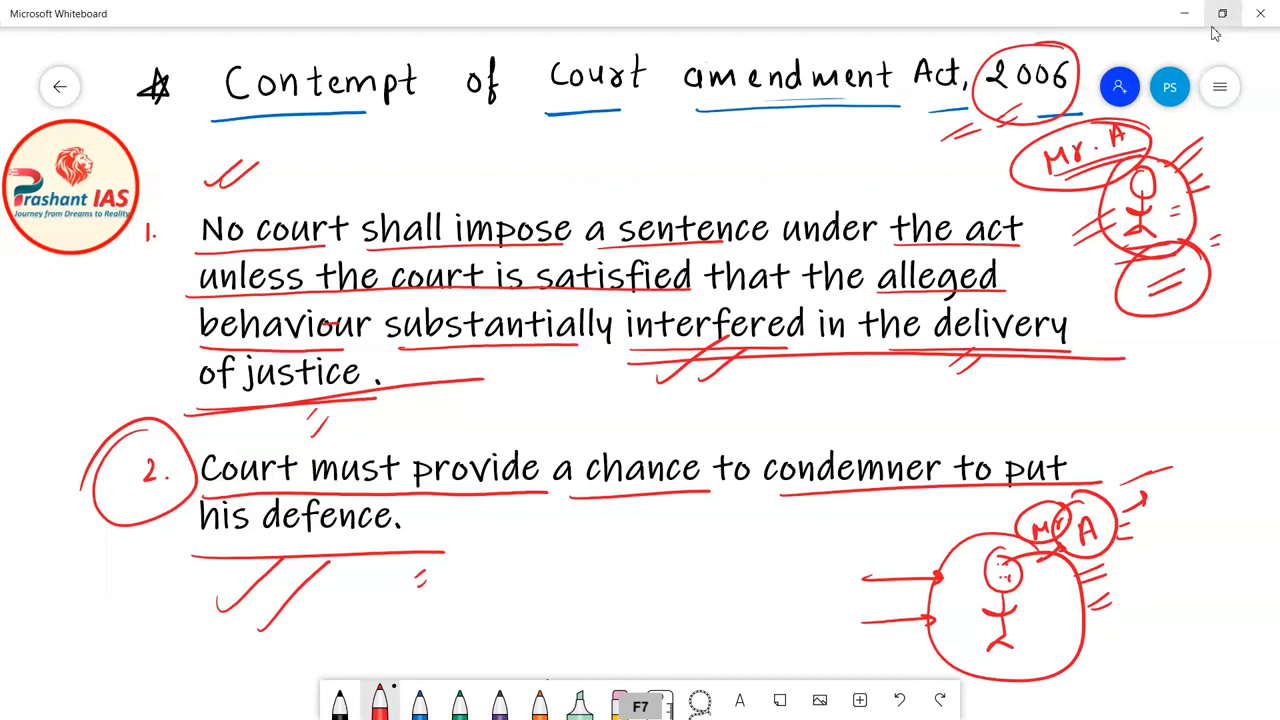 Microsoft Whiteboard
Contempt of Court amendment Act, 2006
PS
Mr. A
Prashant IAS
Journey from Dreams to Reality
1. No court shall impose a sentence under the act
unless the court is satisfied that the alleged
behaviour substantially interfered in the delivery
of justice.
2. Court must provide a chance to condemner to put
his defence.
Mr A
F7
A